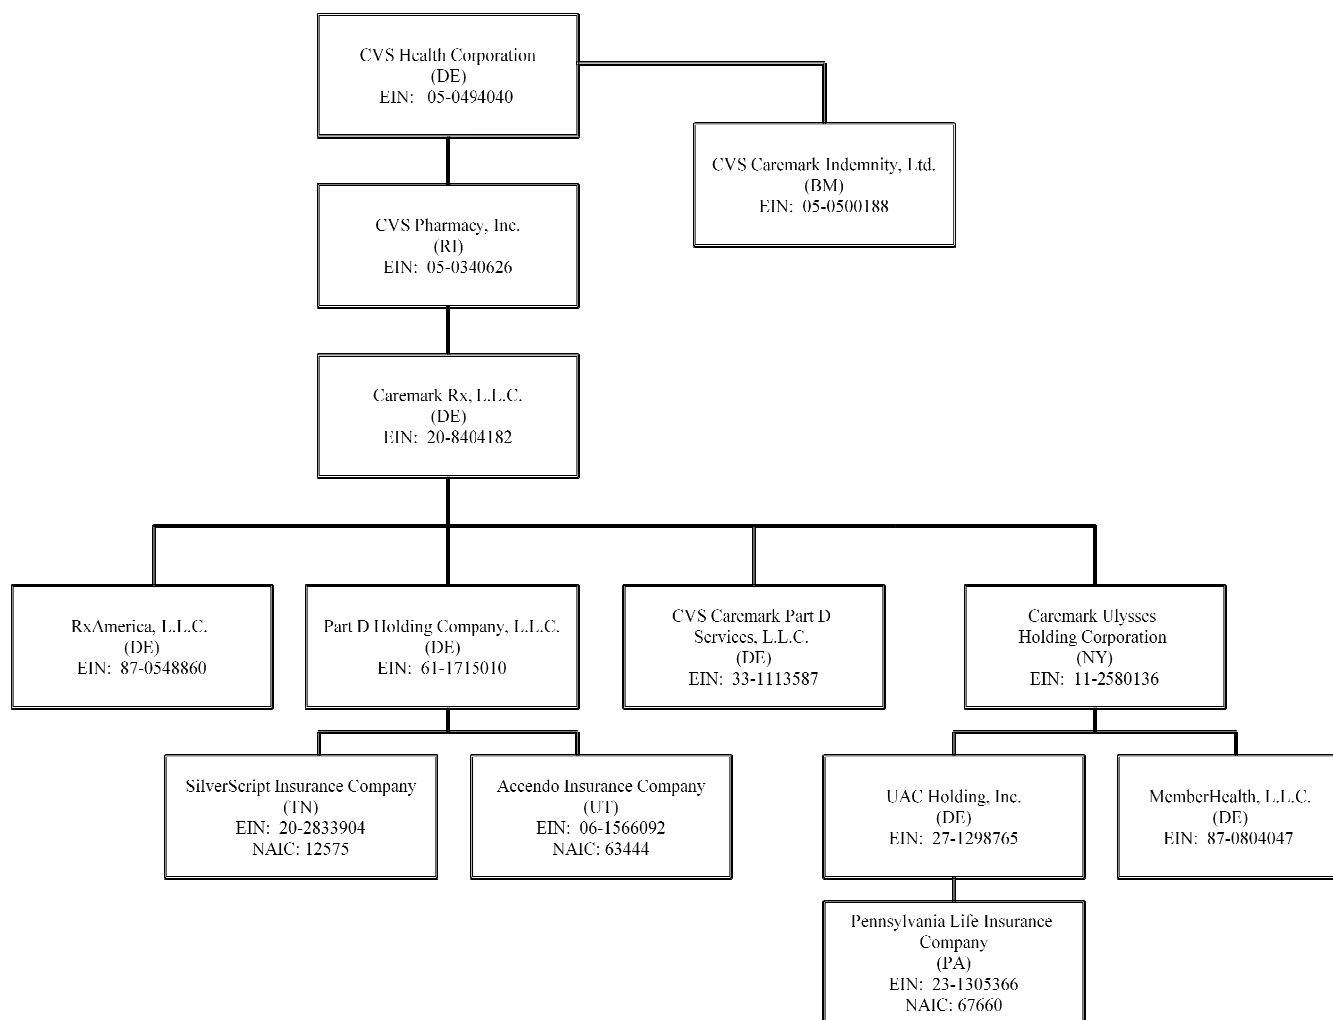 CVS Health Corporation
(DE)
EIN: 05-0494040
CVS Caremark Indemnity, Ltd.
(BM)
EIN: 05-0500188
CVS Pharmacy, Inc.
(RI)
EIN: 05-0340626
Caremark Rx, L.L.C.
(DE)
EIN: 20-8404182
RxAmerica, L.L.C.
(DE)
EIN: 87-0548860
Part D Holding Company, L.L.C.
(DE)
EIN: 61-1715010
CVS Caremark Part D
Services, L.L.C.
(DE)
EIN: 33-1113587
Caremark Ulysses
Holding Corporation
(NY)
EIN: 11-2580136
SilverScript Insurance Company
(TN)
EIN: 20-2833904
NAIC: 12575
Accendo Insurance Company
(UT)
EIN: 06-1566092
NAIC: 63444
UAC Holding, Inc.
(DE)
EIN: 27-1298765
MemberHealth, L.L.C.
(DE)
EIN: 87-0804047
Pennsylvania Life Insurance
Company
(PA)
EIN: 23-1305366
NAIC: 67660